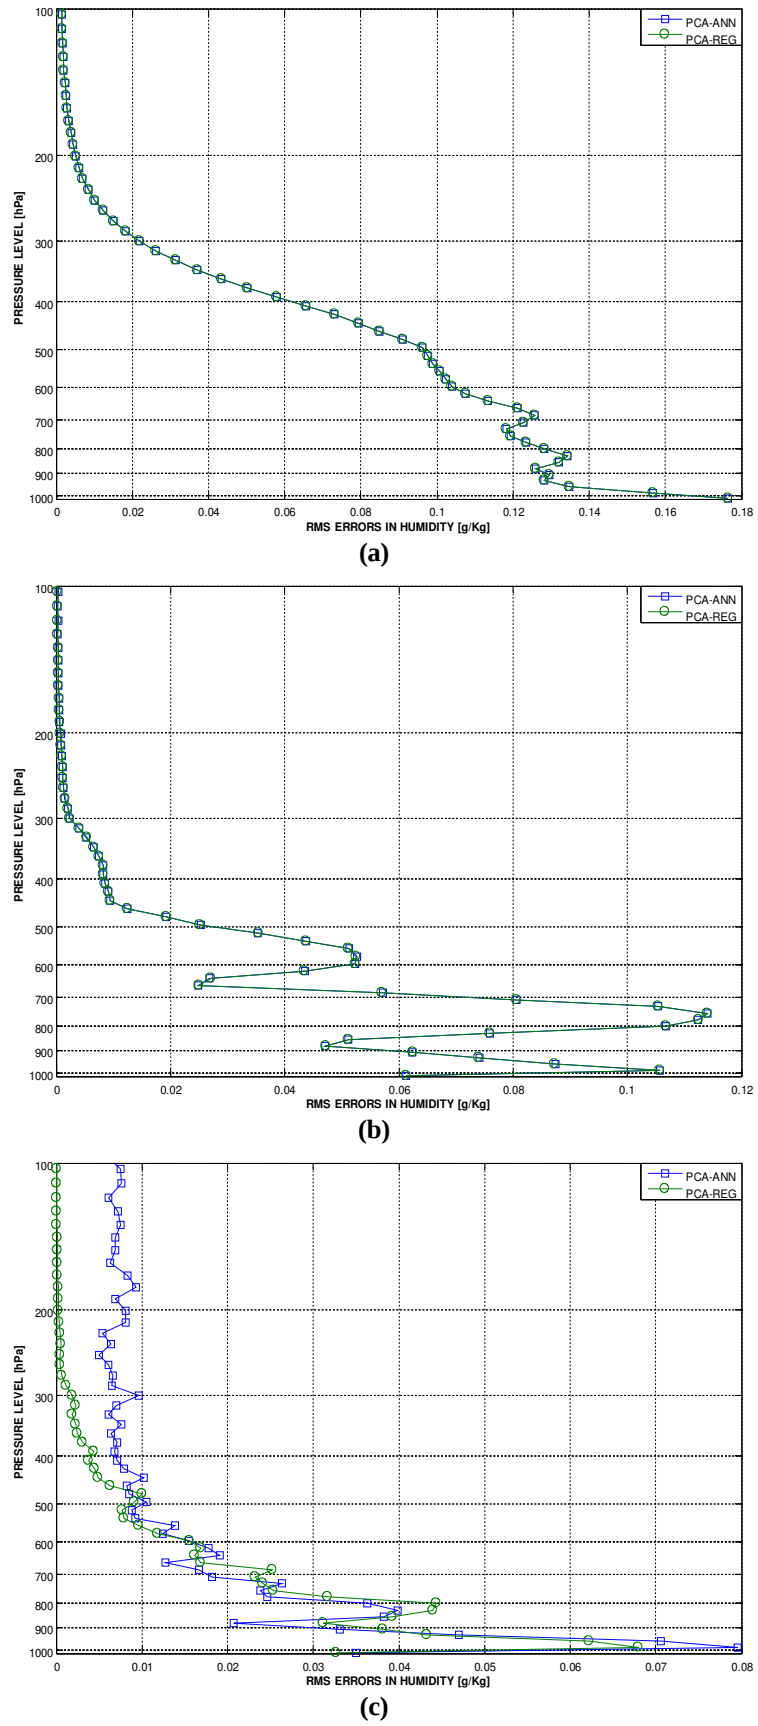 100
200
300
400
500
600
700
800
900
1000
PRESSURE LEVEL [hPa]
PCA-ANN
PCA-REG
0 0.02 0.04 0.06 0.08 0.1 0.12 0.14 0.16 0.18
RMS ERRORS IN HUMIDITY [g/Kg]
(a)
100
200
300
400
500
600
700
800
900
1000
PRESSURE LEVEL [hPa]
PCA-ANN
PCA-REG
0 0.02 0.04 0.06 0.08 0.1 0.12
RMS ERRORS IN HUMIDITY [g/Kg]
(b)
100
200
300
400
500
600
700
800
900
1000
PRESSURE LEVEL [hPa]
PCA-ANN
PCA-REG
0 0.01 0.02 0.03 0.04 0.05 0.06 0.07 0.08
RMS ERRORS IN HUMIDITY [g/Kg]
(c)